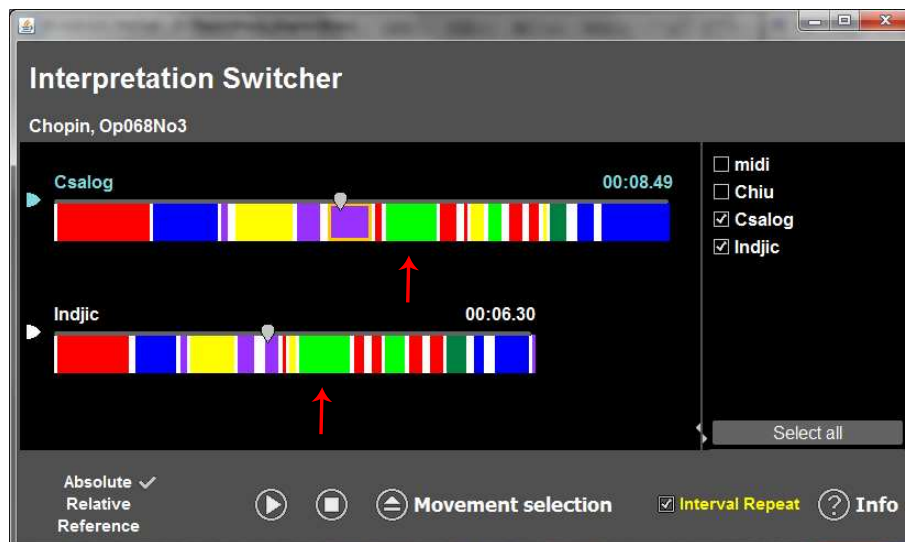 Interpretation Switcher
Chopin, Op068No3
Csalog 00:08.49
Indjic 00:06.30
midi
Chiu
Csalog
Indjic
Select all
Absolute
Relative
Reference
Movement selection
Interval Repeat
? Info